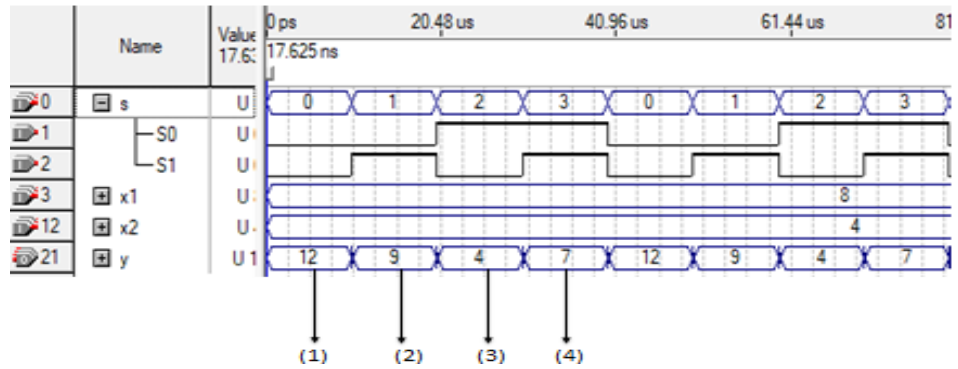 Name Value 17.6: 0 ps 20.48 us 40.96 us 61.44 us 81
17.625 ns
0 s U 0 1 2 3 0 1 2 3
1 S0 U
2 S1 U
3 x1 U 8
12 x2 U 4
21 y U 1 12 9 4 7 12 9 4 7
(1) (2) (3) (4)